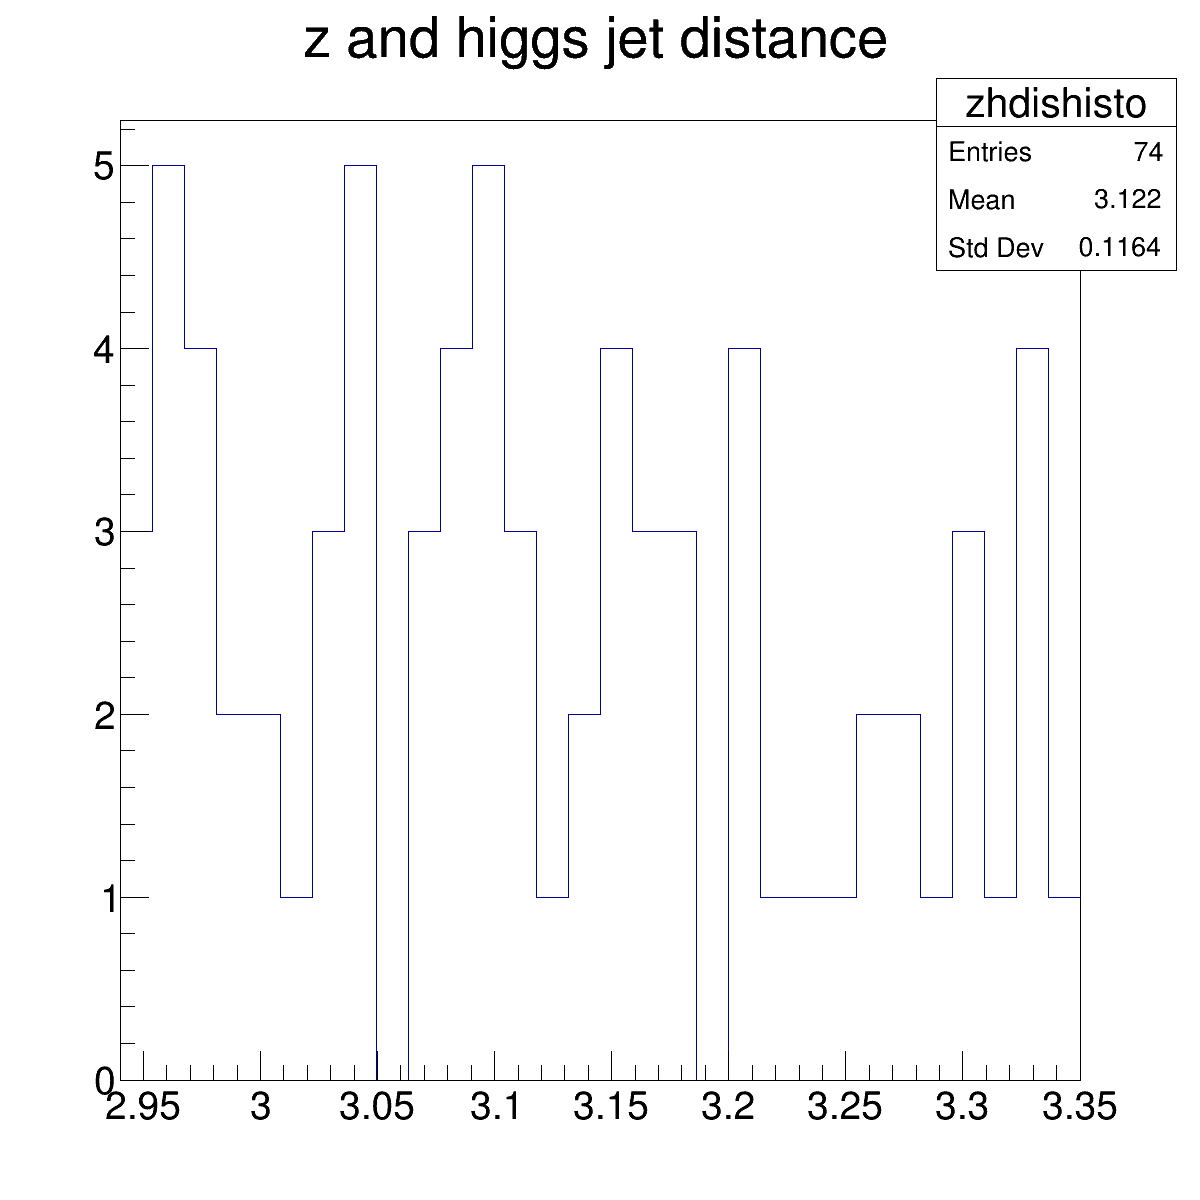 z and higgs jet distance
zhdishisto
Entries 74
Mean 3.122
Std Dev 0.1164
5
4
3
2
1
0
2.95 3 3.05 3.1 3.15 3.2 3.25 3.3 3.35